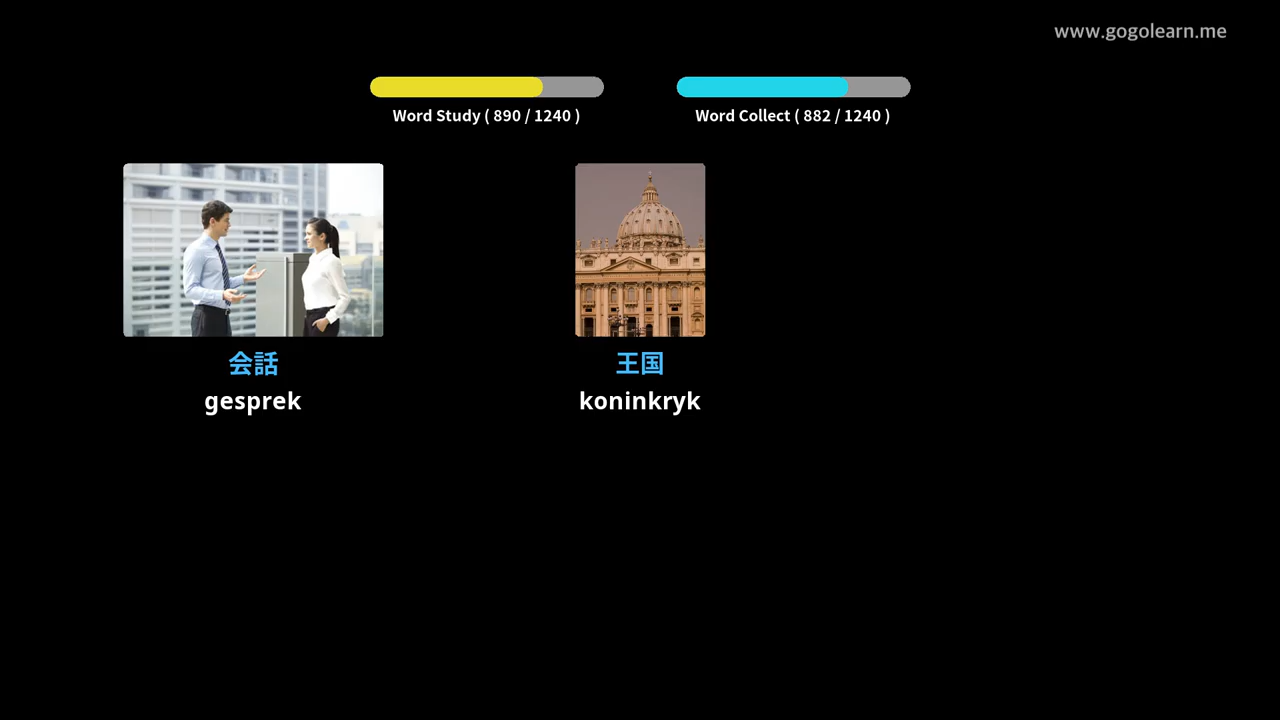 www.gogolearn.me
Word Study ( 890 / 1240 )
Word Collect ( 882 / 1240 )
会話
gesprek
王国
koninkryk